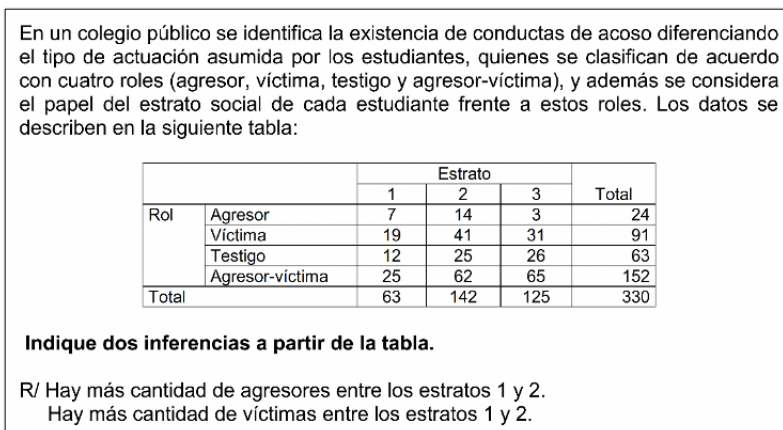 En un colegio público se identifica la existencia de conductas de acoso diferenciando
el tipo de actuación asumida por los estudiantes, quienes se clasifican de acuerdo
con cuatro roles (agresor, víctima, testigo y agresor-víctima), y además se considera
el papel del estrato social de cada estudiante frente a estos roles. Los datos se
describen en la siguiente tabla:
Estrato
1 2 3 Total
Rol Agresor 7 14 3 24
Víctima 19 41 31 91
Testigo 12 25 26 63
Agresor-víctima 25 62 65 152
Total 63 142 125 330
Indique dos inferencias a partir de la tabla.
R/ Hay más cantidad de agresores entre los estratos 1 y 2.
Hay más cantidad de víctimas entre los estratos 1 y 2.